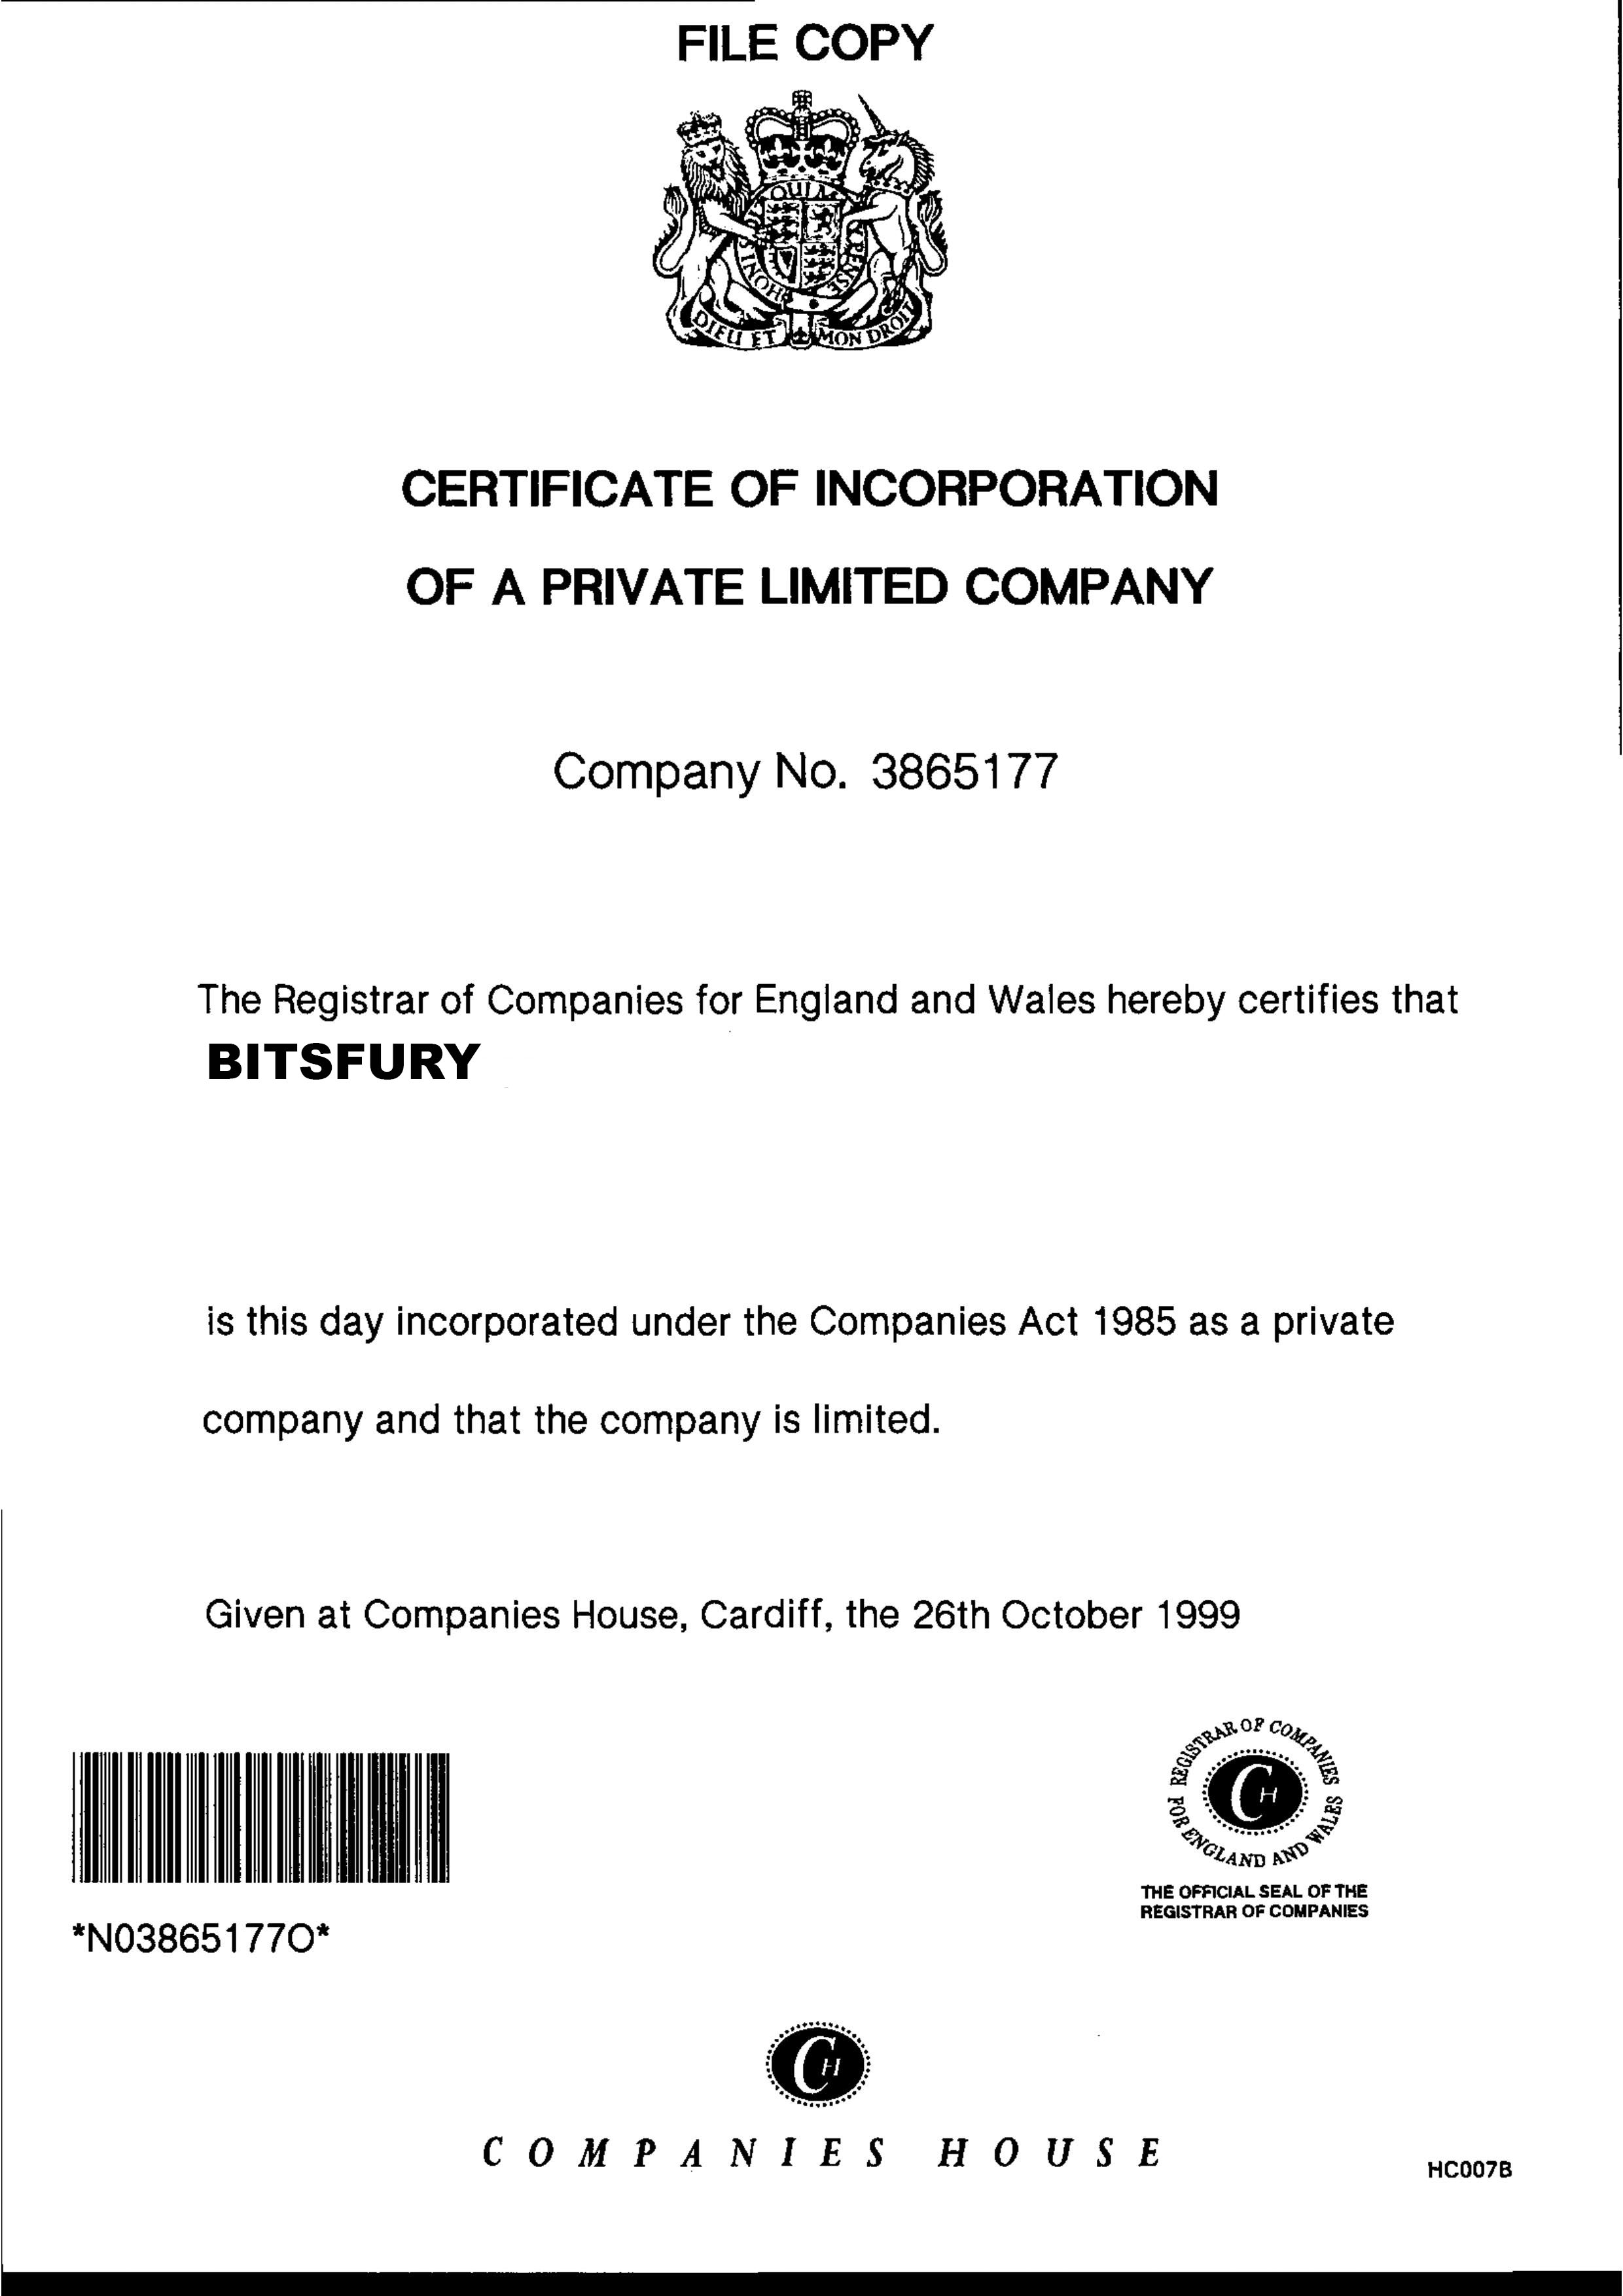 FILE COPY
HONI SOIT QUI MAL Y PENSE
DIEU ET MON DROIT
CERTIFICATE OF INCORPORATION
OF A PRIVATE LIMITED COMPANY
Company No. 3865177
The Registrar of Companies for England and Wales hereby certifies that
BITSFURY
is this day incorporated under the Companies Act 1985 as a private
company and that the company is limited.
Given at Companies House, Cardiff, the 26th October 1999
REGISTRAR OF COMPANIES
FOR ENGLAND AND WALES
CH
THE OFFICIAL SEAL OF THE
REGISTRAR OF COMPANIES
*N03865177O*
CH
COMPANIES HOUSE
HC007B